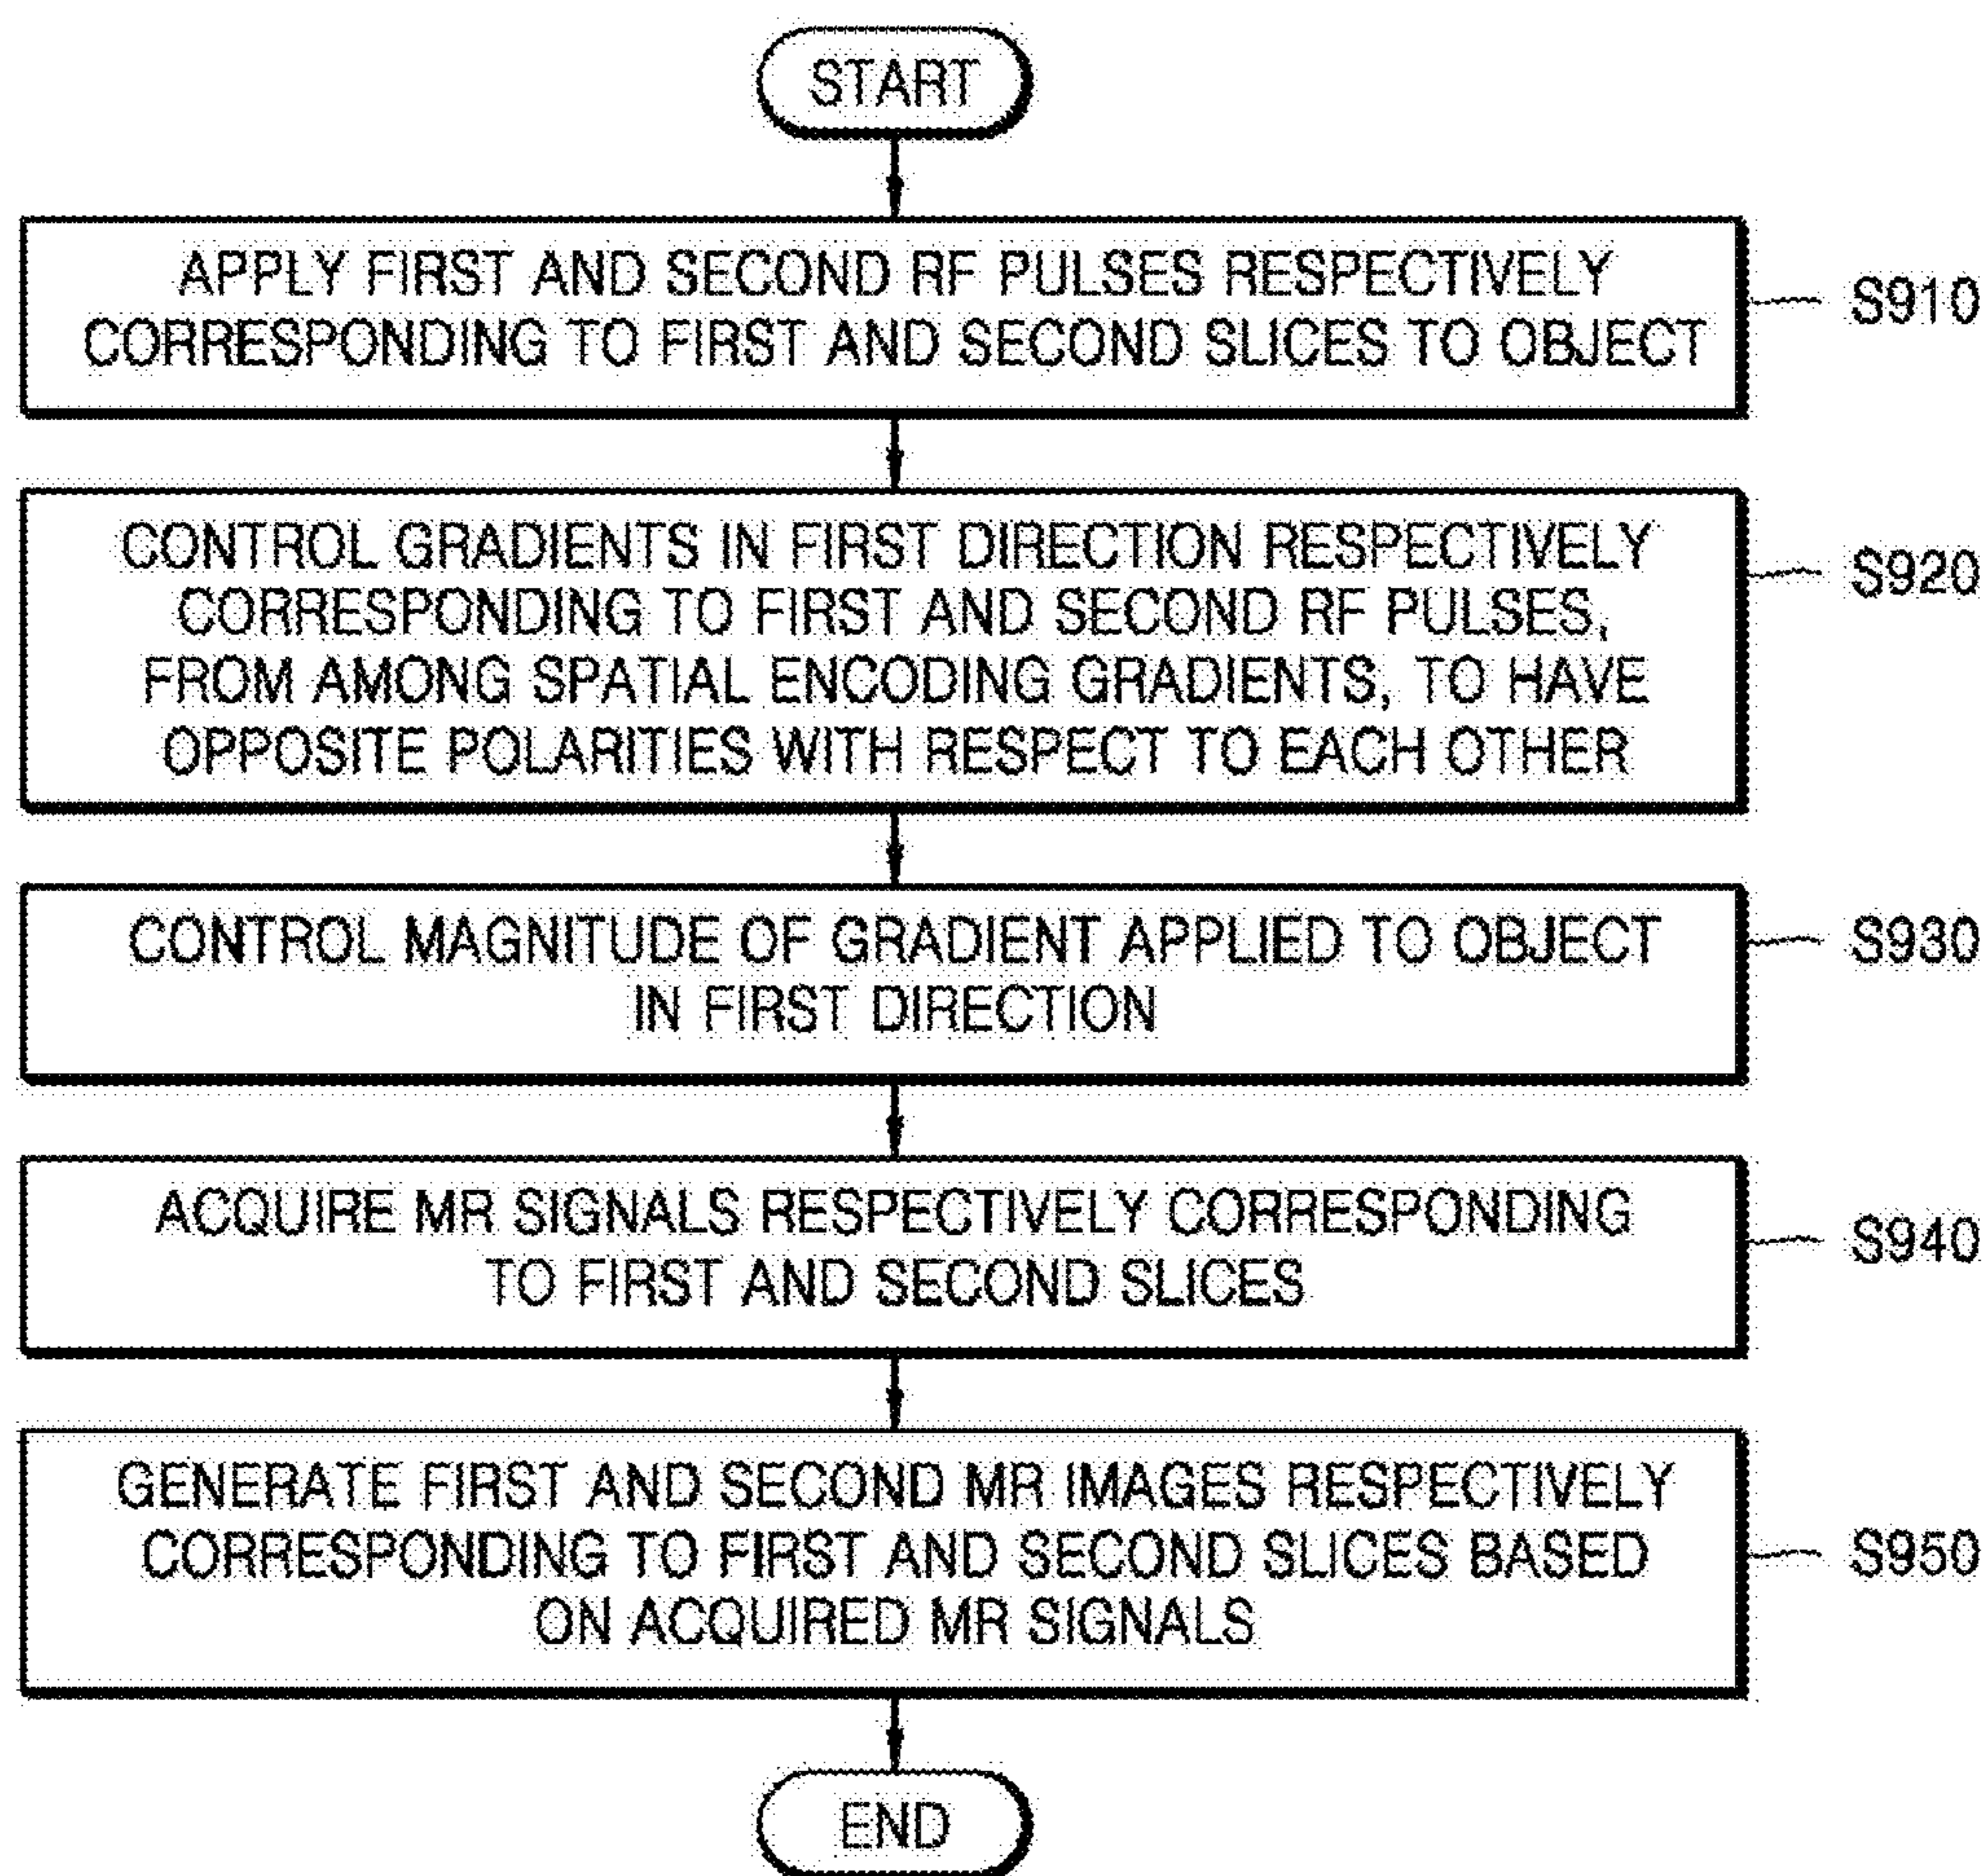 START
APPLY FIRST AND SECOND RF PULSES RESPECTIVELY
CORRESPONDING TO FIRST AND SECOND SLICES TO OBJECT
S910
CONTROL GRADIENTS IN FIRST DIRECTION RESPECTIVELY
CORRESPONDING TO FIRST AND SECOND RF PULSES,
FROM AMONG SPATIAL ENCODING GRADIENTS, TO HAVE
OPPOSITE POLARITIES WITH RESPECT TO EACH OTHER
S920
CONTROL MAGNITUDE OF GRADIENT APPLIED TO OBJECT
IN FIRST DIRECTION
S930
ACQUIRE MR SIGNALS RESPECTIVELY CORRESPONDING
TO FIRST AND SECOND SLICES
S940
GENERATE FIRST AND SECOND MR IMAGES RESPECTIVELY
CORRESPONDING TO FIRST AND SECOND SLICES BASED
ON ACQUIRED MR SIGNALS
S950
END